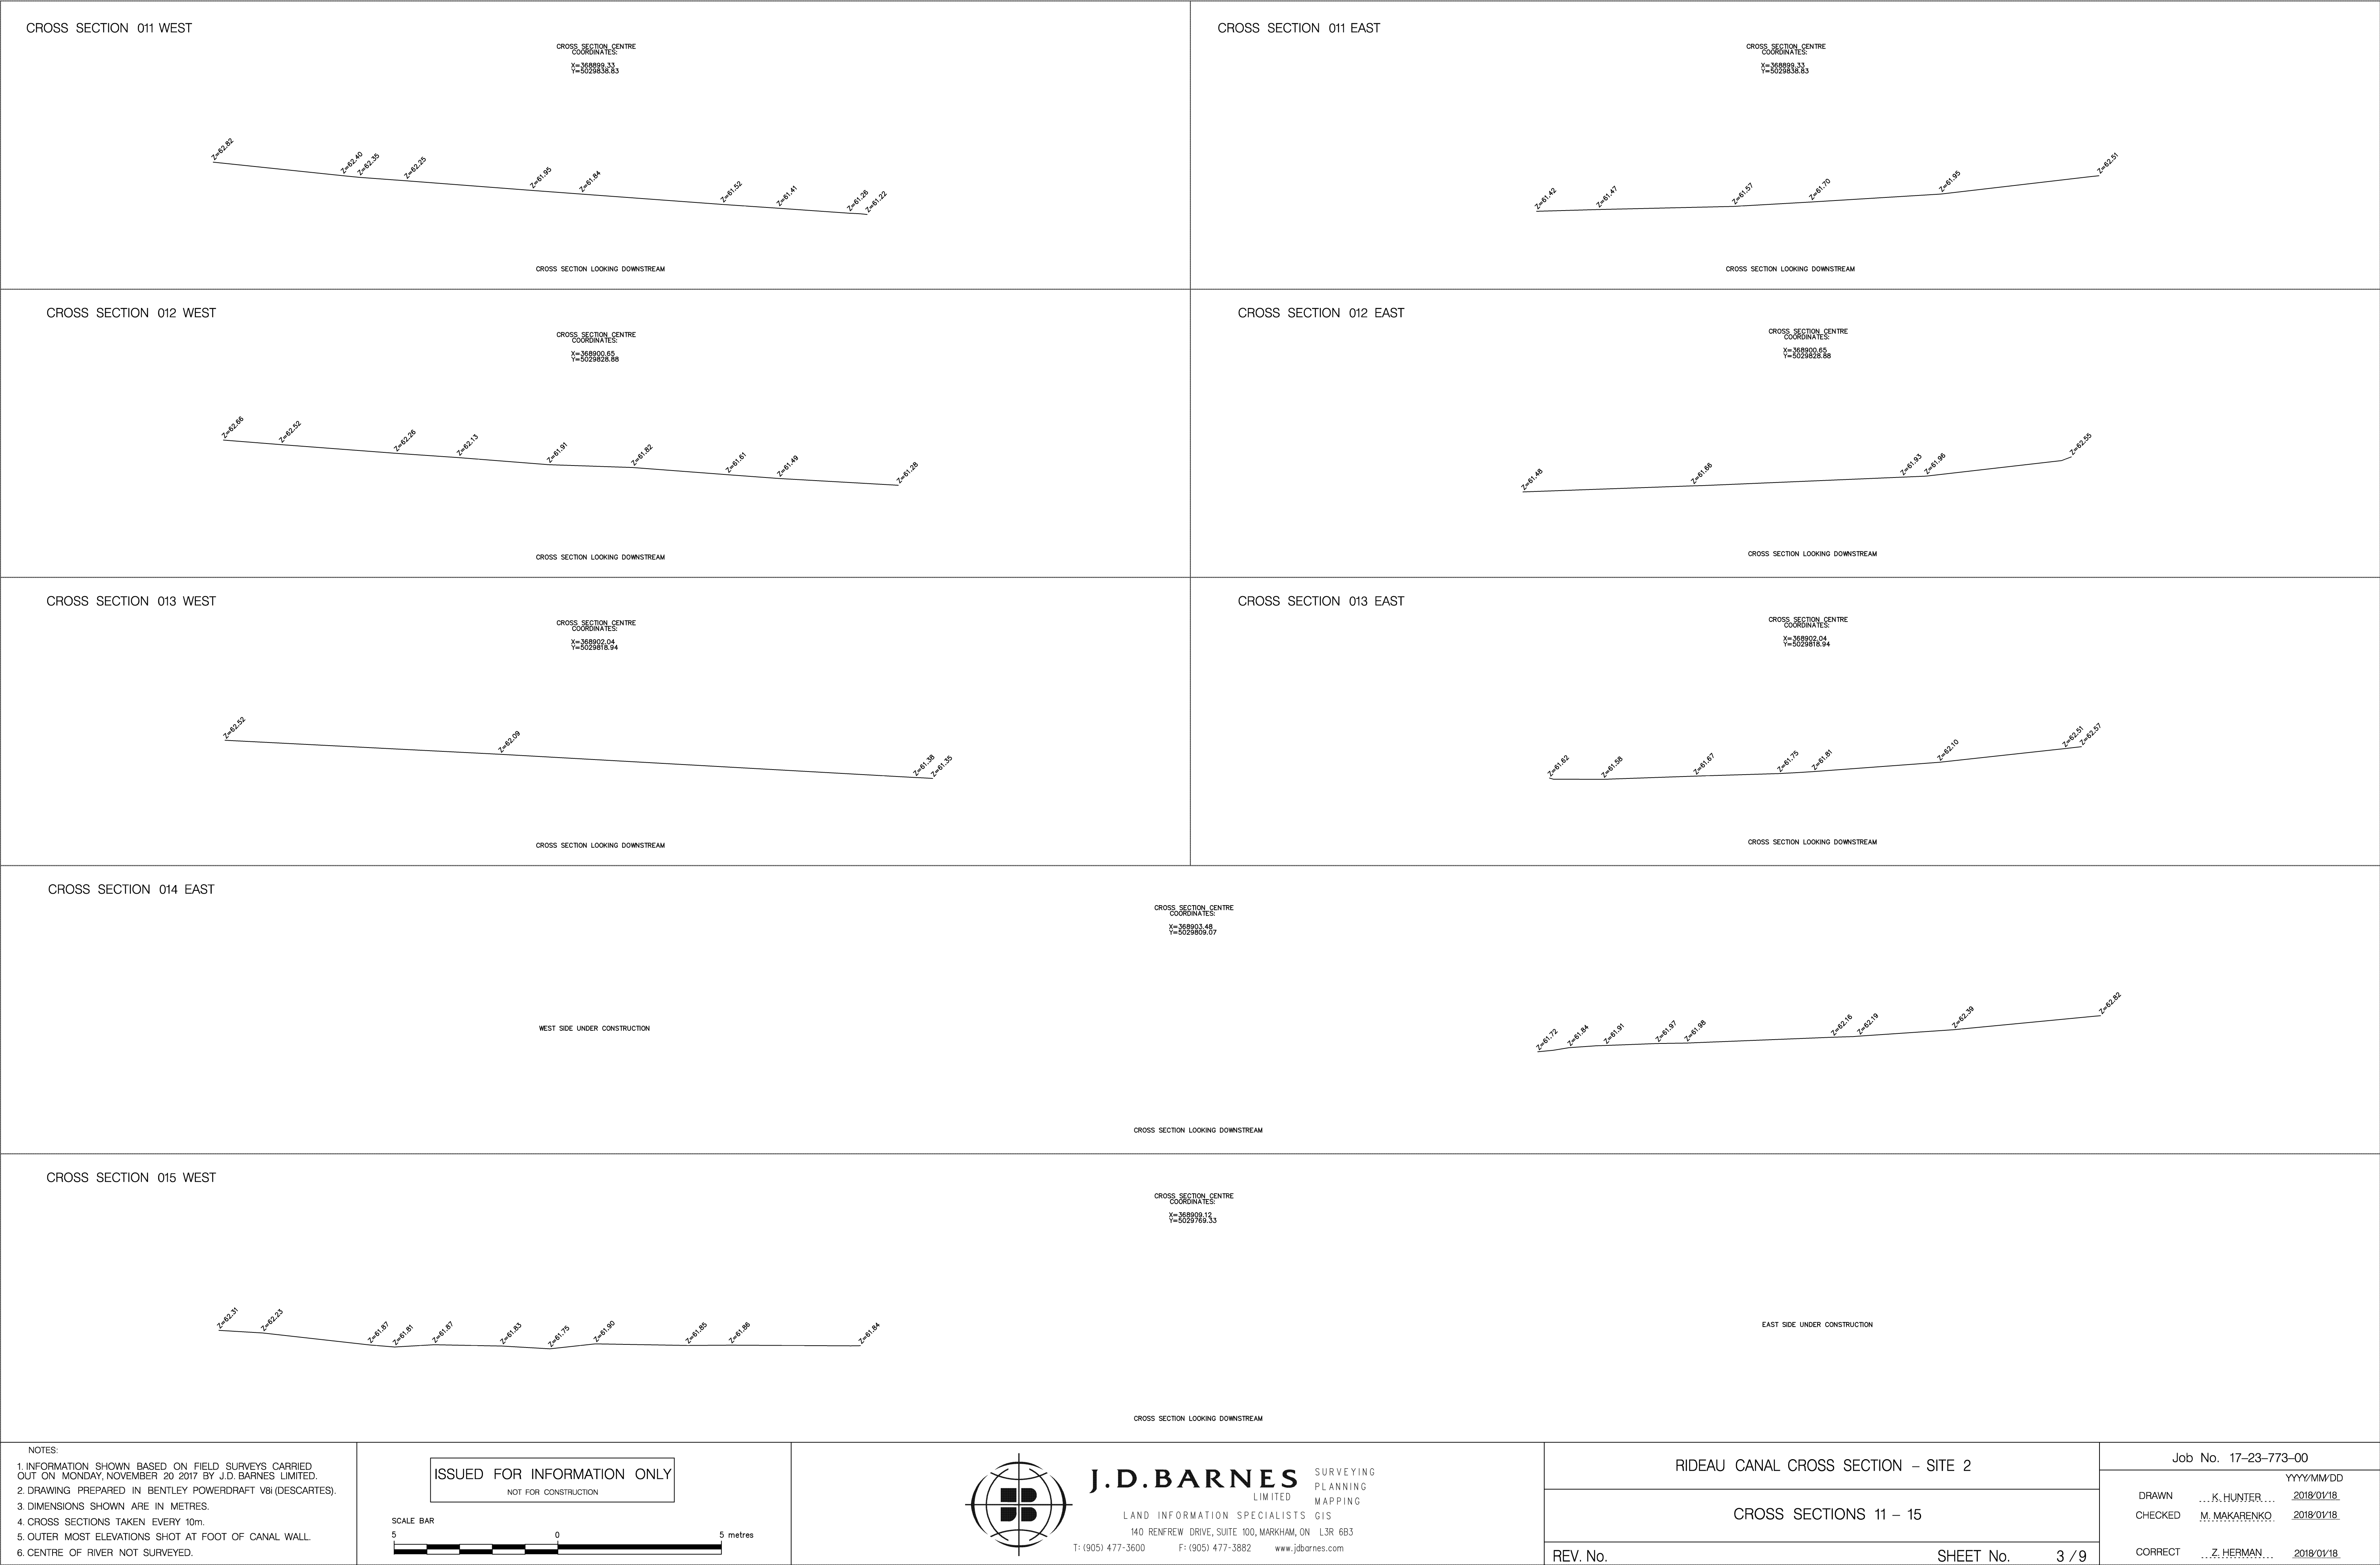 CROSS SECTION 011 WEST
CROSS SECTION CENTRE
COORDINATES:
X=368899.33
Y=5029838.83
Z=62.82
Z=62.40
Z=62.35
Z=62.25
Z=61.95
Z=61.84
Z=61.52
Z=61.41
Z=61.26
Z=61.22
CROSS SECTION LOOKING DOWNSTREAM
CROSS SECTION 011 EAST
CROSS SECTION CENTRE
COORDINATES:
X=368899.33
Y=5029838.83
Z=61.42
Z=61.47
Z=61.57
Z=61.70
Z=61.95
Z=62.51
CROSS SECTION LOOKING DOWNSTREAM
CROSS SECTION 012 WEST
CROSS SECTION CENTRE
COORDINATES:
X=368900.65
Y=5029828.88
Z=62.66
Z=62.52
Z=62.26
Z=62.13
Z=61.91
Z=61.82
Z=61.61
Z=61.49
Z=61.28
CROSS SECTION LOOKING DOWNSTREAM
CROSS SECTION 012 EAST
CROSS SECTION CENTRE
COORDINATES:
X=368900.65
Y=5029828.88
Z=61.48
Z=61.66
Z=61.93
Z=61.96
Z=62.55
CROSS SECTION LOOKING DOWNSTREAM
CROSS SECTION 013 WEST
CROSS SECTION CENTRE
COORDINATES:
X=368902.04
Y=5029818.94
Z=62.52
Z=62.09
Z=61.38
Z=61.35
CROSS SECTION LOOKING DOWNSTREAM
CROSS SECTION 013 EAST
CROSS SECTION CENTRE
COORDINATES:
X=368902.04
Y=5029818.94
Z=61.62
Z=61.58
Z=61.67
Z=61.75
Z=61.81
Z=62.10
Z=62.51
Z=62.57
CROSS SECTION LOOKING DOWNSTREAM
CROSS SECTION 014 EAST
CROSS SECTION CENTRE
COORDINATES:
X=368903.48
Y=5029809.07
WEST SIDE UNDER CONSTRUCTION
Z=61.72
Z=61.84
Z=61.91
Z=61.97
Z=61.98
Z=62.16
Z=62.19
Z=62.39
Z=62.82
CROSS SECTION LOOKING DOWNSTREAM
CROSS SECTION 015 WEST
CROSS SECTION CENTRE
COORDINATES:
X=368909.12
Y=5029769.33
Z=62.31
Z=62.23
Z=61.87
Z=61.81
Z=61.87
Z=61.83
Z=61.75
Z=61.90
Z=61.85
Z=61.86
Z=61.84
EAST SIDE UNDER CONSTRUCTION
CROSS SECTION LOOKING DOWNSTREAM
NOTES:
1. INFORMATION SHOWN BASED ON FIELD SURVEYS CARRIED
OUT ON MONDAY, NOVEMBER 20 2017 BY J.D. BARNES LIMITED.
2. DRAWING PREPARED IN BENTLEY POWERDRAFT V8i (DESCARTES).
3. DIMENSIONS SHOWN ARE IN METRES.
4. CROSS SECTIONS TAKEN EVERY 10m.
5. OUTER MOST ELEVATIONS SHOT AT FOOT OF CANAL WALL.
6. CENTRE OF RIVER NOT SURVEYED.
ISSUED FOR INFORMATION ONLY
NOT FOR CONSTRUCTION
SCALE BAR
5 0 5 metres
J.D.BARNES
LIMITED
SURVEYING
PLANNING
MAPPING
GIS
LAND INFORMATION SPECIALISTS
140 RENFREW DRIVE, SUITE 100, MARKHAM, ON L3R 6B3
T: (905) 477-3600 F: (905) 477-3882 www.jdbarnes.com
RIDEAU CANAL CROSS SECTION – SITE 2
CROSS SECTIONS 11 – 15
REV. No. SHEET No. 3 / 9
Job No. 17–23–773–00
YYYY/MM/DD
DRAWN K. HUNTER 2018/01/18
CHECKED M. MAKARENKO 2018/01/18
CORRECT Z. HERMAN 2018/01/18